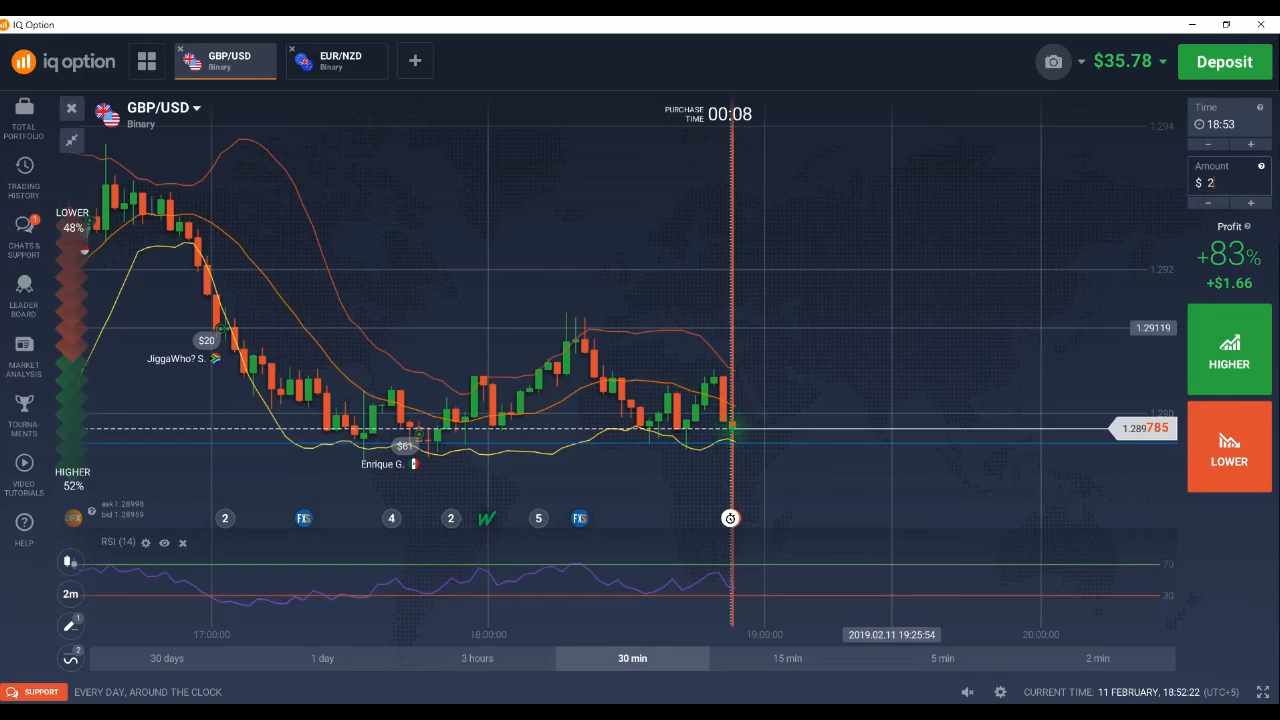 IQ Option
iq option
GBP/USD
Binary
EUR/NZD
Binary
$35.78
Deposit
TOTAL
PORTFOLIO
TRADING
HISTORY
1
CHATS &
SUPPORT
LEADER
BOARD
MARKET
ANALYSIS
TOURNA-
MENTS
VIDEO
TUTORIALS
HELP
GBP/USD
Binary
LOWER
48%
HIGHER
52%
PURCHASE
TIME
00:08
$20
JiggaWho? S.
$61
Enrique G.
1.294
1.292
1.29119
1.290
1.289785
ask 1.28998
bid 1.28959
2
FXS
4
2
W
5
FXS
RSI (14)
70
30
2m
1
2
17:00:00
18:00:00
19:00:00
2019.02.11 19:25:54
20:00:00
30 days
1 day
3 hours
30 min
15 min
5 min
2 min
Time
18:53
Amount
$ 2
Profit
+83%
+$1.66
HIGHER
LOWER
SUPPORT
EVERY DAY, AROUND THE CLOCK
CURRENT TIME: 11 FEBRUARY, 18:52:22 (UTC+5)